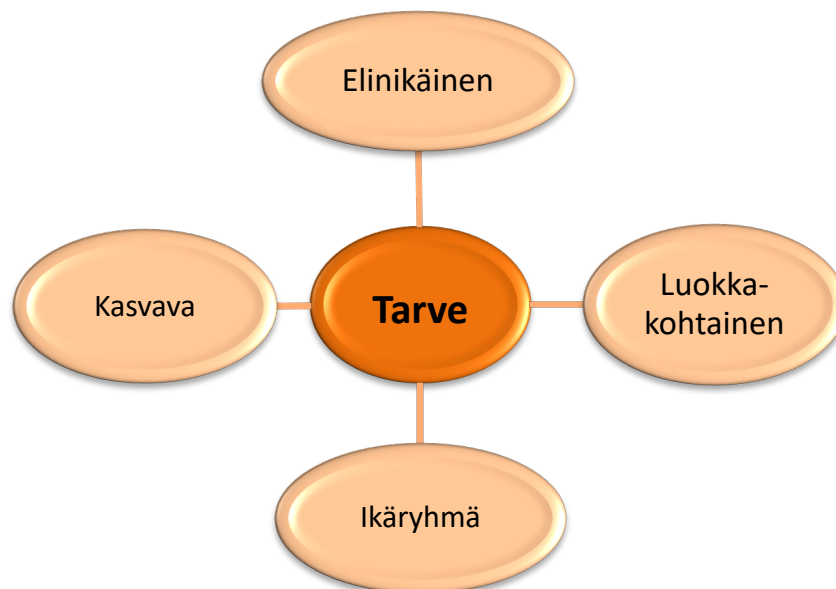 Elinikäinen
Kasvava
Tarve
Luokka-
kohtainen
Ikäryhmä